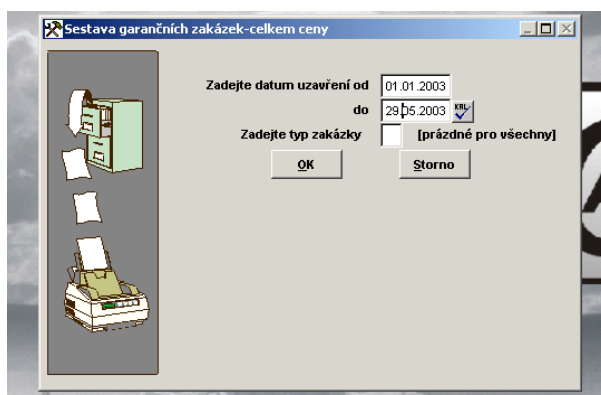 Sestava garančních zakázek-celkem ceny
Zadejte datum uzavření od 01.01.2003
do 29.05.2003 KAL
Zadejte typ zakázky [prázdné pro všechny]
OK Storno